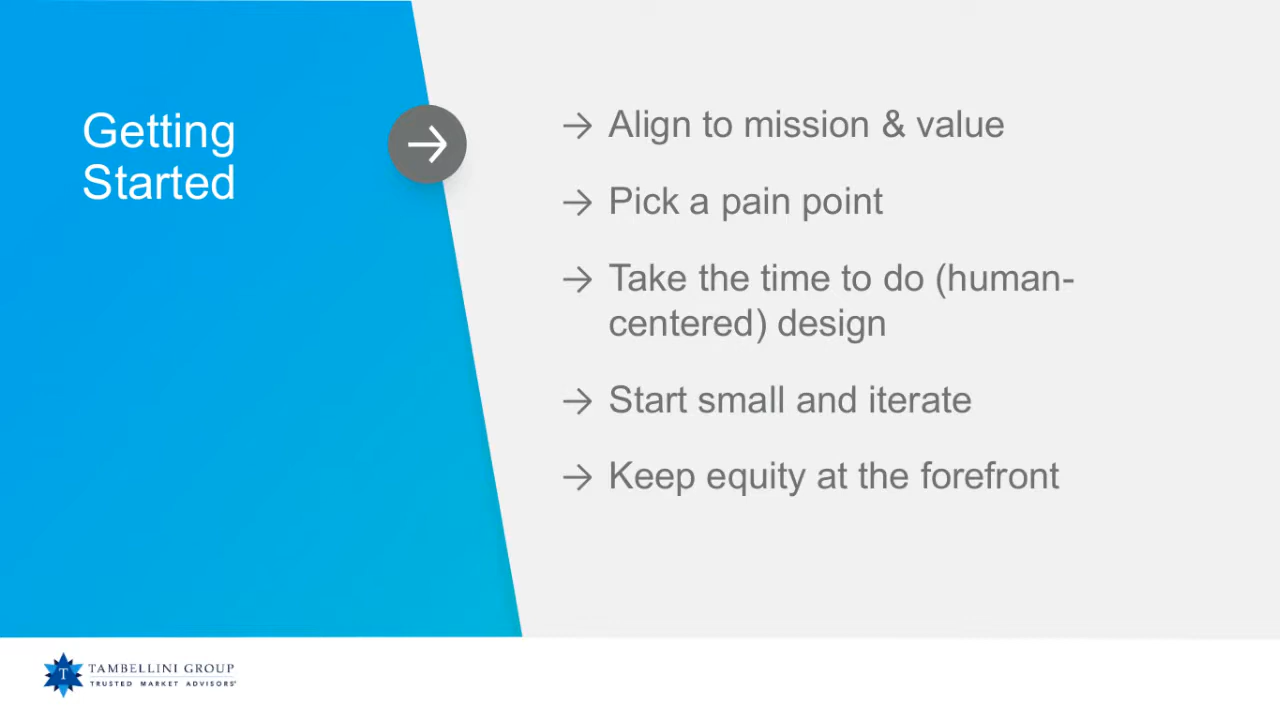 Getting
Started
→ Align to mission & value
→ Pick a pain point
→ Take the time to do (human-
centered) design
→ Start small and iterate
→ Keep equity at the forefront
T
TAMBELLINI GROUP
TRUSTED MARKET ADVISORS®